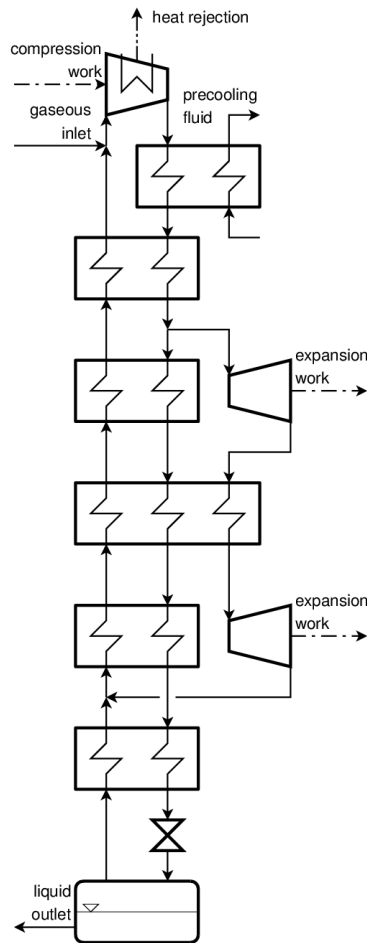 heat rejection
compression
work
gaseous
inlet
precooling
fluid
expansion
work
expansion
work
liquid
outlet